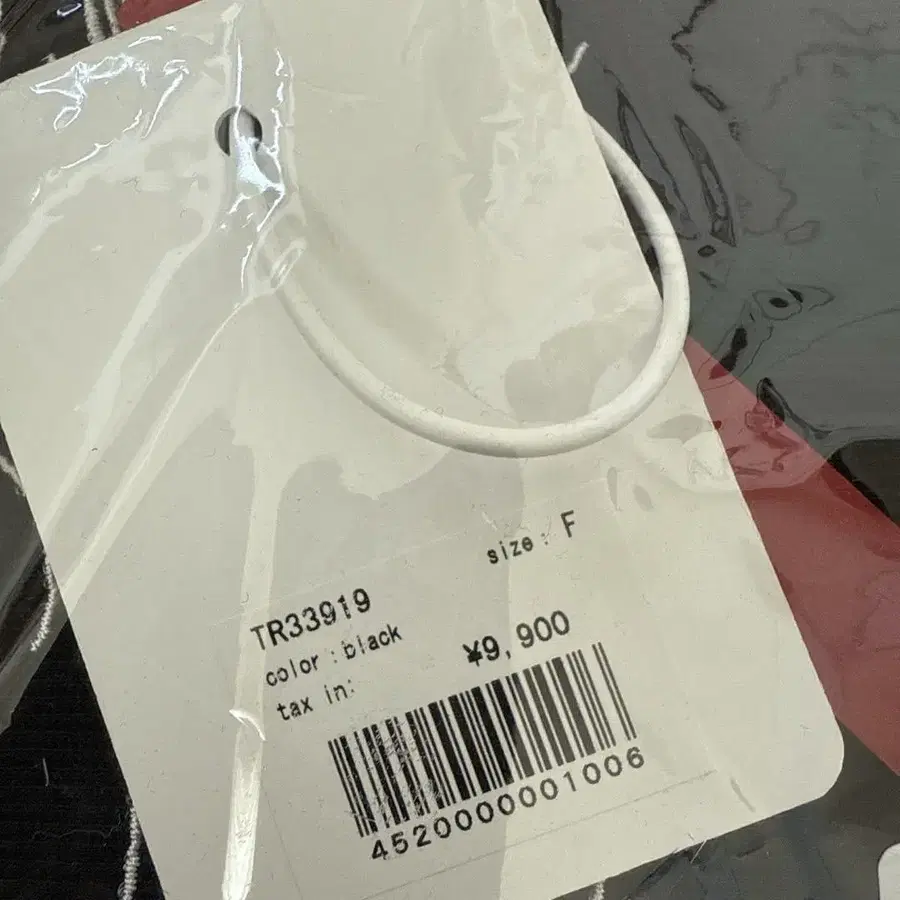 size: F
TR33919
color:black
tax in: ¥9,900
4520000001006